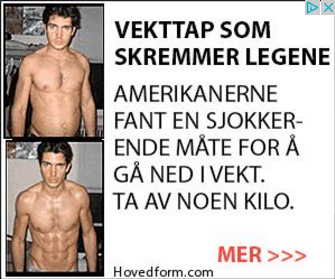 VEKTTAP SOM
SKREMMER LEGENE
AMERIKANERNE
FANT EN SJOKKER-
ENDE MÅTE FOR Å
GÅ NED I VEKT.
TA AV NOEN KILO.
MER >>>
Hovedform.com